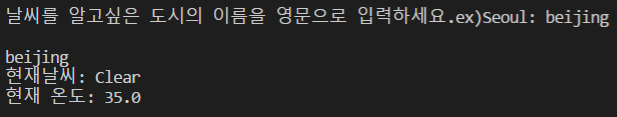 날씨를 알고싶은 도시의 이름을 영문으로 입력하세요.ex)Seoul: beijing
beijing
현재날씨: Clear
현재 온도: 35.0